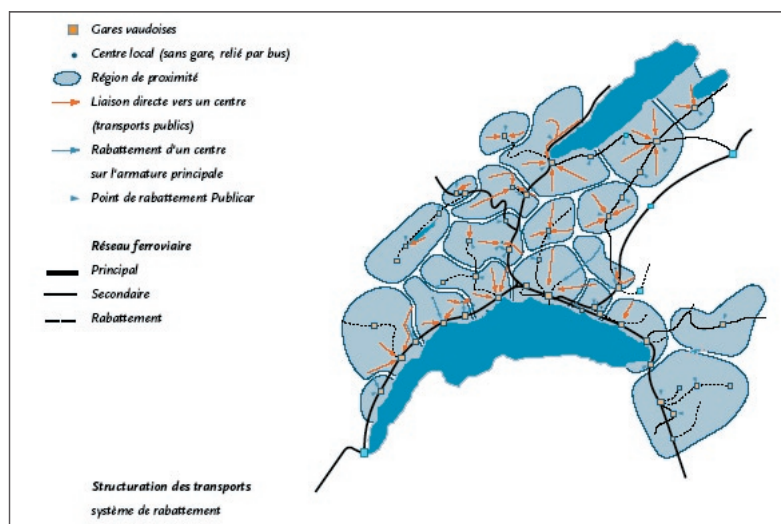 Gares vaudoises
Centre local (sans gare, relié par bus)
Région de proximité
Liaison directe vers un centre
(transports publics)
Rabattement d'un centre
sur l'armature principale
Point de rabattement Publicar
Réseau ferroviaire
Principal
Secondaire
Rabattement
Structuration des transports
système de rabattement